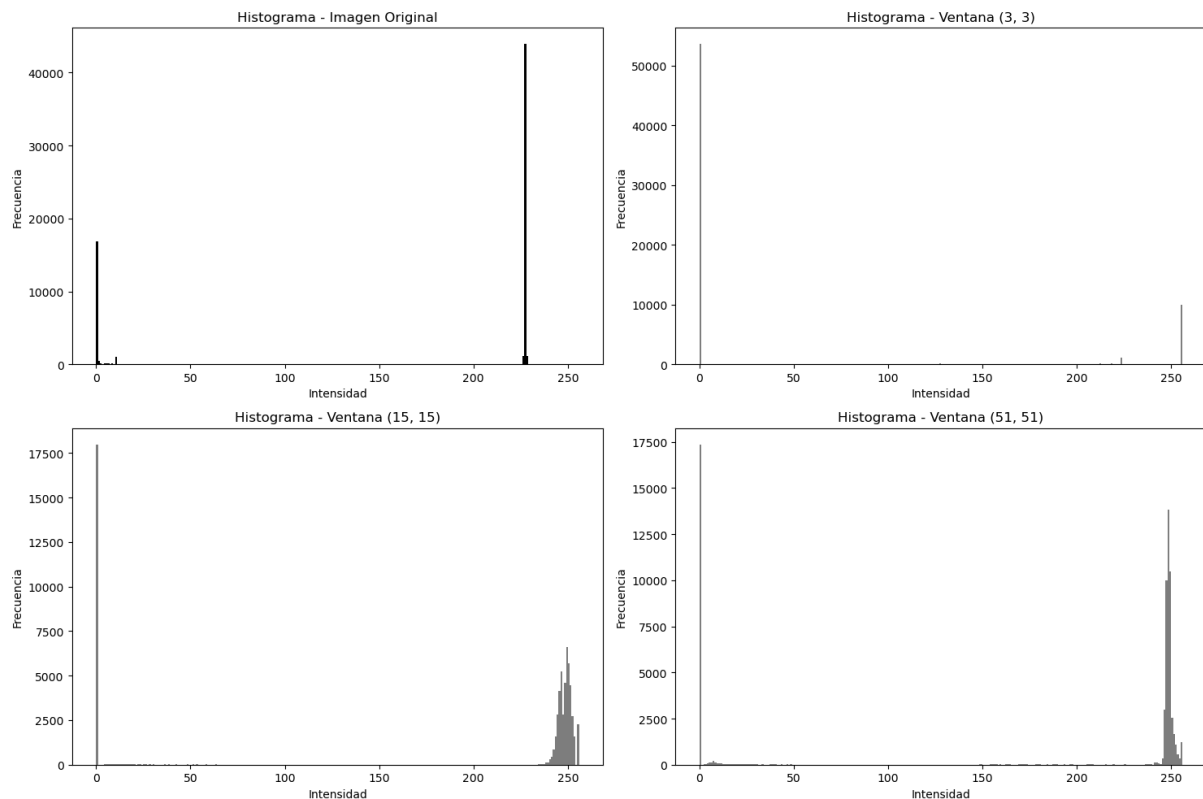 Histograma - Imagen Original
40000
30000
20000
10000
0
Frecuencia
0 50 100 150 200 250
Intensidad
Histograma - Ventana (3, 3)
50000
40000
30000
20000
10000
0
Frecuencia
0 50 100 150 200 250
Intensidad
Histograma - Ventana (15, 15)
17500
15000
12500
10000
7500
5000
2500
0
Frecuencia
0 50 100 150 200 250
Intensidad
Histograma - Ventana (51, 51)
17500
15000
12500
10000
7500
5000
2500
0
Frecuencia
0 50 100 150 200 250
Intensidad